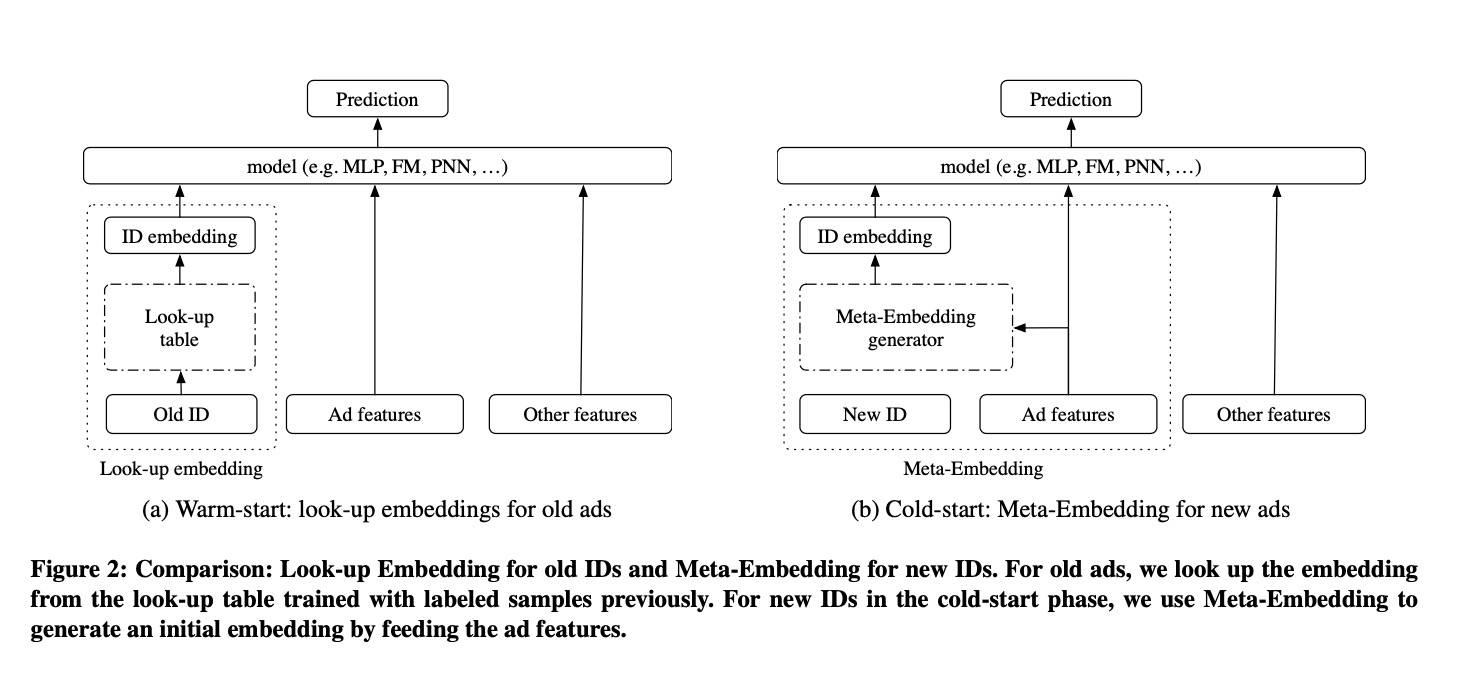 Prediction
model (e.g. MLP, FM, PNN, …)
ID embedding
Look-up
table
Old ID
Ad features
Other features
Look-up embedding
(a) Warm-start: look-up embeddings for old ads
Prediction
model (e.g. MLP, FM, PNN, …)
ID embedding
Meta-Embedding
generator
New ID
Ad features
Other features
Meta-Embedding
(b) Cold-start: Meta-Embedding for new ads
Figure 2: Comparison: Look-up Embedding for old IDs and Meta-Embedding for new IDs. For old ads, we look up the embedding
from the look-up table trained with labeled samples previously. For new IDs in the cold-start phase, we use Meta-Embedding to
generate an initial embedding by feeding the ad features.